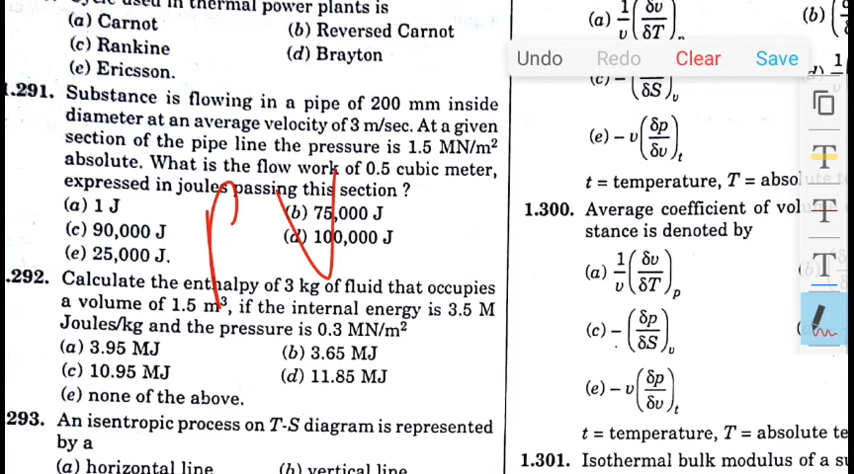 used in thermal power plants is
(a) Carnot (b) Reversed Carnot
(c) Rankine (d) Brayton
(e) Ericsson.
1.291. Substance is flowing in a pipe of 200 mm inside
diameter at an average velocity of 3 m/sec. At a given
section of the pipe line the pressure is 1.5 MN/m²
absolute. What is the flow work of 0.5 cubic meter,
expressed in joules passing this section ?
(a) 1 J (b) 75,000 J
(c) 90,000 J (d) 100,000 J
(e) 25,000 J.
.292. Calculate the enthalpy of 3 kg of fluid that occupies
a volume of 1.5 m³, if the internal energy is 3.5 M
Joules/kg and the pressure is 0.3 MN/m²
(a) 3.95 MJ (b) 3.65 MJ
(c) 10.95 MJ (d) 11.85 MJ
(e) none of the above.
293. An isentropic process on T-S diagram is represented
by a
(a) horizontal line (b) vertical line
PV
(a) 1/υ (δυ/δT)p (b)
Undo Redo Clear Save
(c) – (δp/δS)υ
(e) – υ (δp/δυ)t
t = temperature, T = absolute te
1.300. Average coefficient of vol
stance is denoted by
(a) 1/υ (δυ/δT)p
(c) – (δp/δS)υ
(e) – υ (δp/δυ)t
t = temperature, T = absolute te
1.301. Isothermal bulk modulus of a su
T
T
T